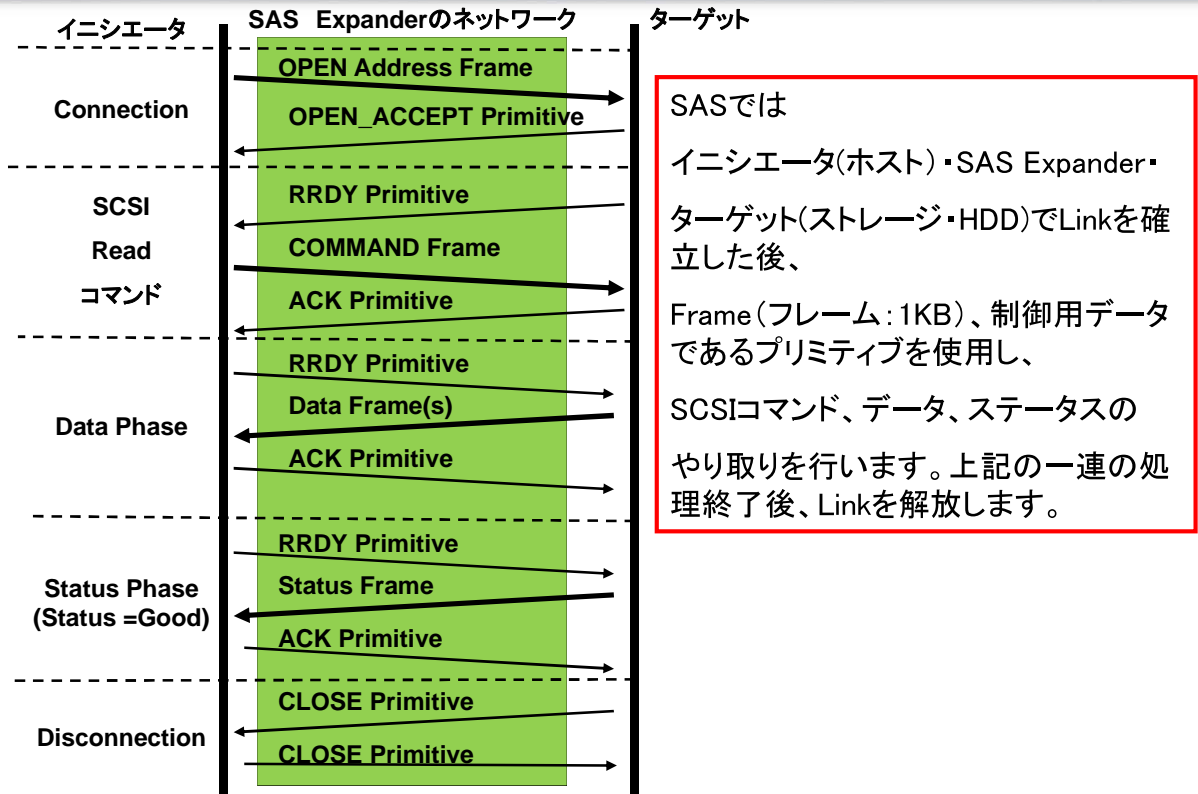 イニシエータ
SAS Expanderのネットワーク
ターゲット
Connection
OPEN Address Frame
OPEN_ACCEPT Primitive
SCSI
Read
コマンド
RRDY Primitive
COMMAND Frame
ACK Primitive
Data Phase
RRDY Primitive
Data Frame(s)
ACK Primitive
Status Phase
(Status =Good)
RRDY Primitive
Status Frame
ACK Primitive
Disconnection
CLOSE Primitive
CLOSE Primitive
SASでは
イニシエータ(ホスト)・SAS Expander・
ターゲット(ストレージ・HDD)でLinkを確
立した後、
Frame(フレーム:1KB)、制御用データ
であるプリミティブを使用し、
SCSIコマンド、データ、ステータスの
やり取りを行います。上記の一連の処
理終了後、Linkを解放します。